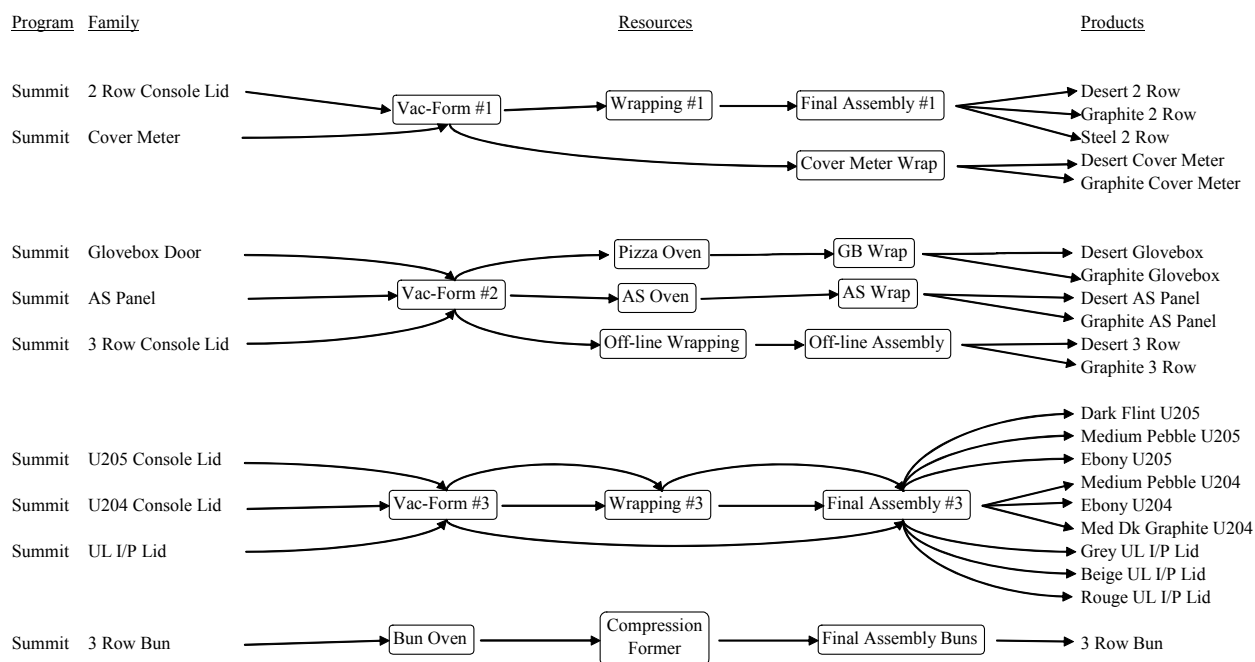 Program Family Resources Products
Summit 2 Row Console Lid Vac-Form #1 Wrapping #1 Final Assembly #1 Desert 2 Row
Graphite 2 Row
Summit Cover Meter Steel 2 Row
Cover Meter Wrap Desert Cover Meter
Graphite Cover Meter
Summit Glovebox Door Pizza Oven GB Wrap Desert Glovebox
Graphite Glovebox
Summit AS Panel Vac-Form #2 AS Oven AS Wrap Desert AS Panel
Graphite AS Panel
Summit 3 Row Console Lid Off-line Wrapping Off-line Assembly Desert 3 Row
Graphite 3 Row
Dark Flint U205
Medium Pebble U205
Summit U205 Console Lid Ebony U205
Medium Pebble U204
Summit U204 Console Lid Vac-Form #3 Wrapping #3 Final Assembly #3 Ebony U204
Med Dk Graphite U204
Summit UL I/P Lid Grey UL I/P Lid
Beige UL I/P Lid
Rouge UL I/P Lid
Summit 3 Row Bun Bun Oven Compression Final Assembly Buns 3 Row Bun
Former